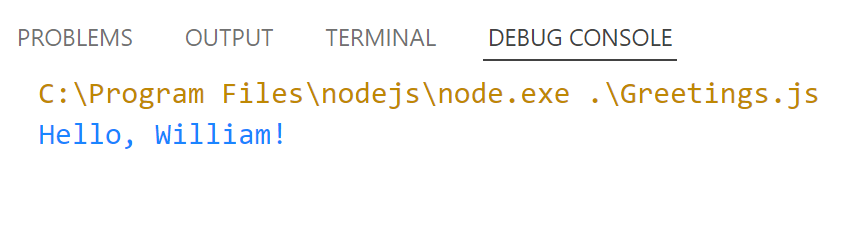 PROBLEMS OUTPUT TERMINAL DEBUG CONSOLE
C:\Program Files\nodejs\node.exe .\Greetings.js
Hello, William!